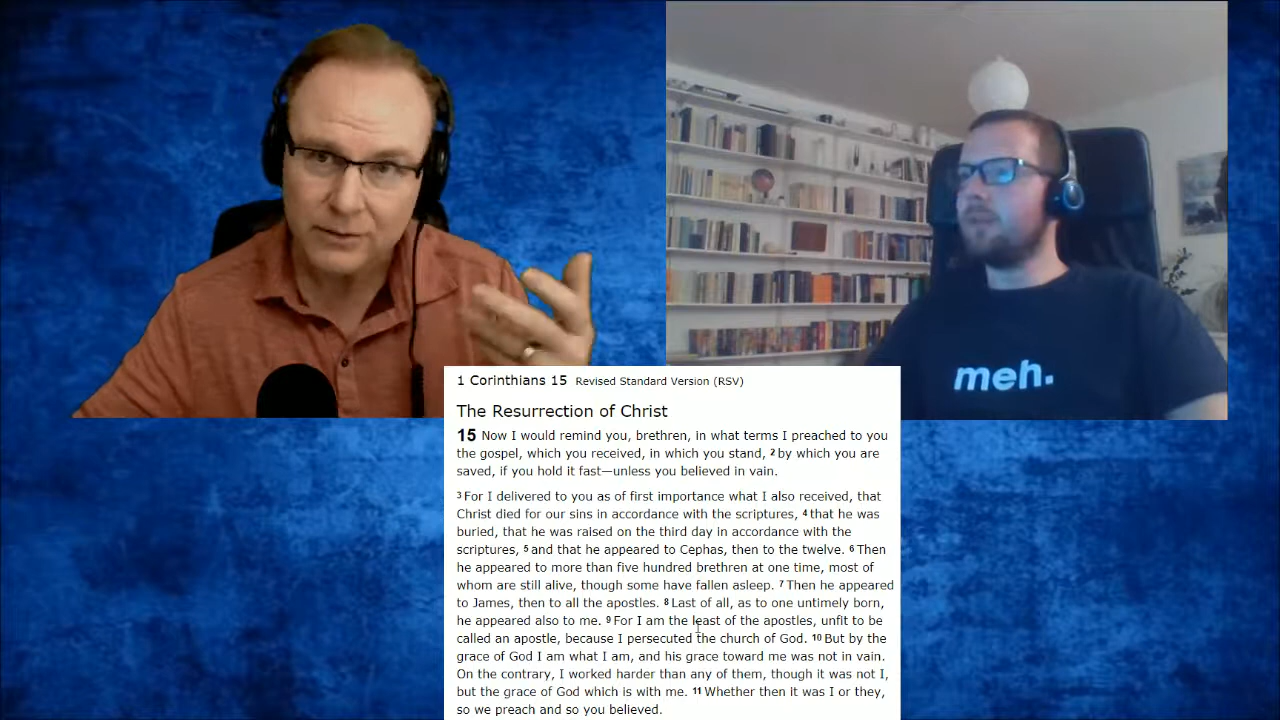 meh.
1 Corinthians 15 Revised Standard Version (RSV)
The Resurrection of Christ
15 Now I would remind you, brethren, in what terms I preached to you
the gospel, which you received, in which you stand, 2 by which you are
saved, if you hold it fast—unless you believed in vain.
3 For I delivered to you as of first importance what I also received, that
Christ died for our sins in accordance with the scriptures, 4 that he was
buried, that he was raised on the third day in accordance with the
scriptures, 5 and that he appeared to Cephas, then to the twelve. 6 Then
he appeared to more than five hundred brethren at one time, most of
whom are still alive, though some have fallen asleep. 7 Then he appeared
to James, then to all the apostles. 8 Last of all, as to one untimely born,
he appeared also to me. 9 For I am the least of the apostles, unfit to be
called an apostle, because I persecuted the church of God. 10 But by the
grace of God I am what I am, and his grace toward me was not in vain.
On the contrary, I worked harder than any of them, though it was not I,
but the grace of God which is with me. 11 Whether then it was I or they,
so we preach and so you believed.